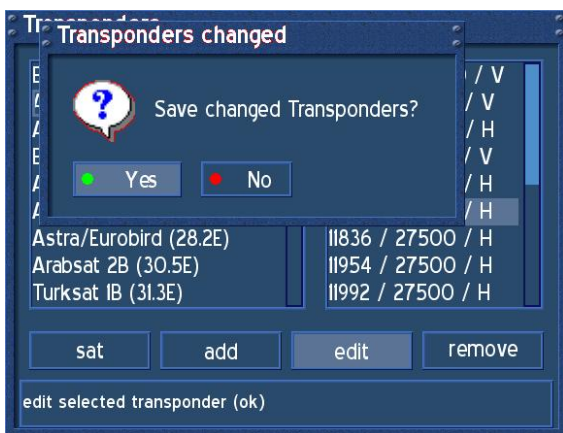 Transponders changed
Save changed Transponders?
Yes
No
/ V
/ V
/ H
/ V
/ H
/ H
Astra/Eurobird (28.2E)
11836 / 27500 / H
Arabsat 2B (30.5E)
11954 / 27500 / H
Turksat 1B (31.3E)
11992 / 27500 / H
sat
add
edit
remove
edit selected transponder (ok)